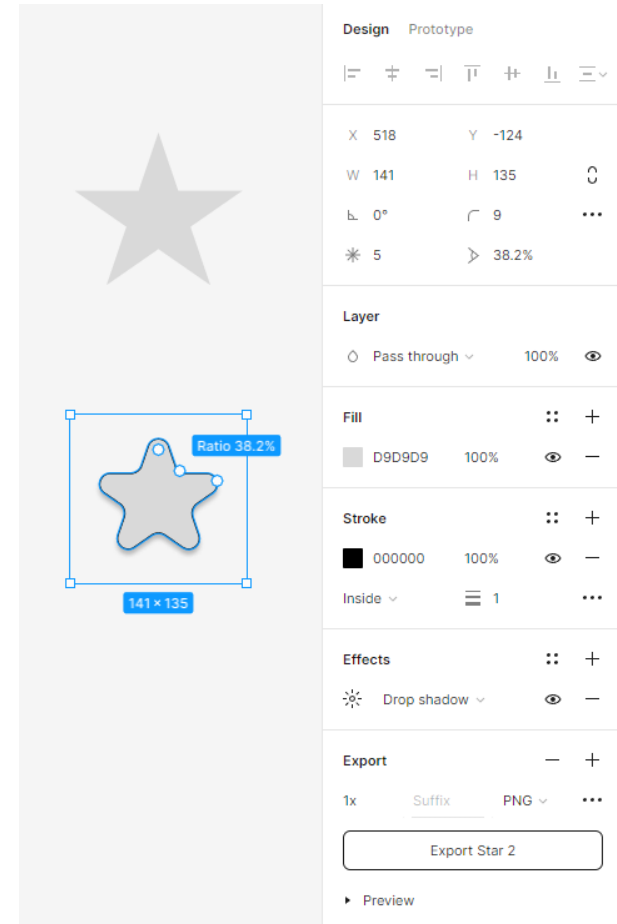 Design Prototype
X 518 Y -124
W 141 H 135
0° 9
5 38.2%
Layer
Pass through 100%
Fill
D9D9D9 100%
Ratio 38.2%
Stroke
000000 100%
Inside 1
141 × 135
Effects
Drop shadow
Export
1x Suffix PNG
Export Star 2
Preview